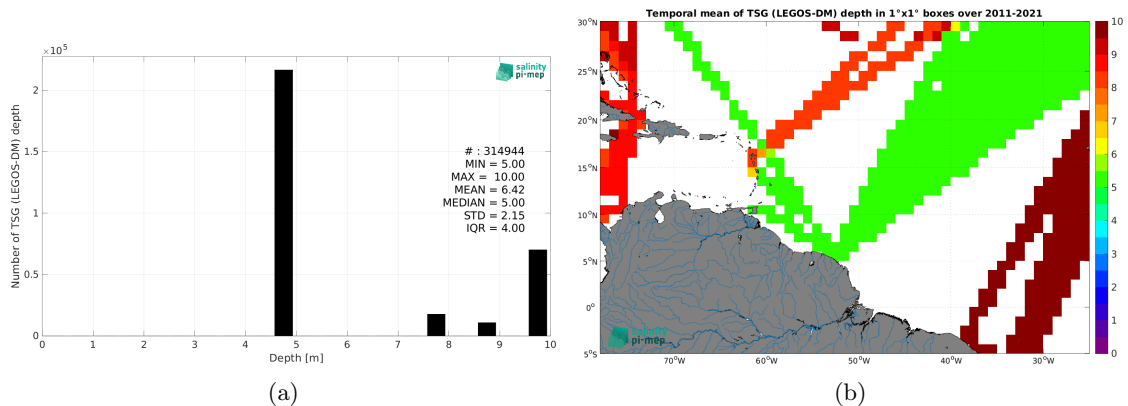 ×10⁵
2
1.5
1
0.5
0
Number of TSG (LEGOS-DM) depth
0 1 2 3 4 5 6 7 8 9 10
Depth [m]
salinity
pi-mep
# : 314944
MIN = 5.00
MAX = 10.00
MEAN = 6.42
MEDIAN = 5.00
STD = 2.15
IQR = 4.00
(a)
Temporal mean of TSG (LEGOS-DM) depth in 1°x1° boxes over 2011-2021
30°N
25°N
20°N
15°N
10°N
5°N
0°
5°S
70°W 60°W 50°W 40°W 30°W
salinity
pi-mep
10
9
8
7
6
5
4
3
2
1
0
(b)